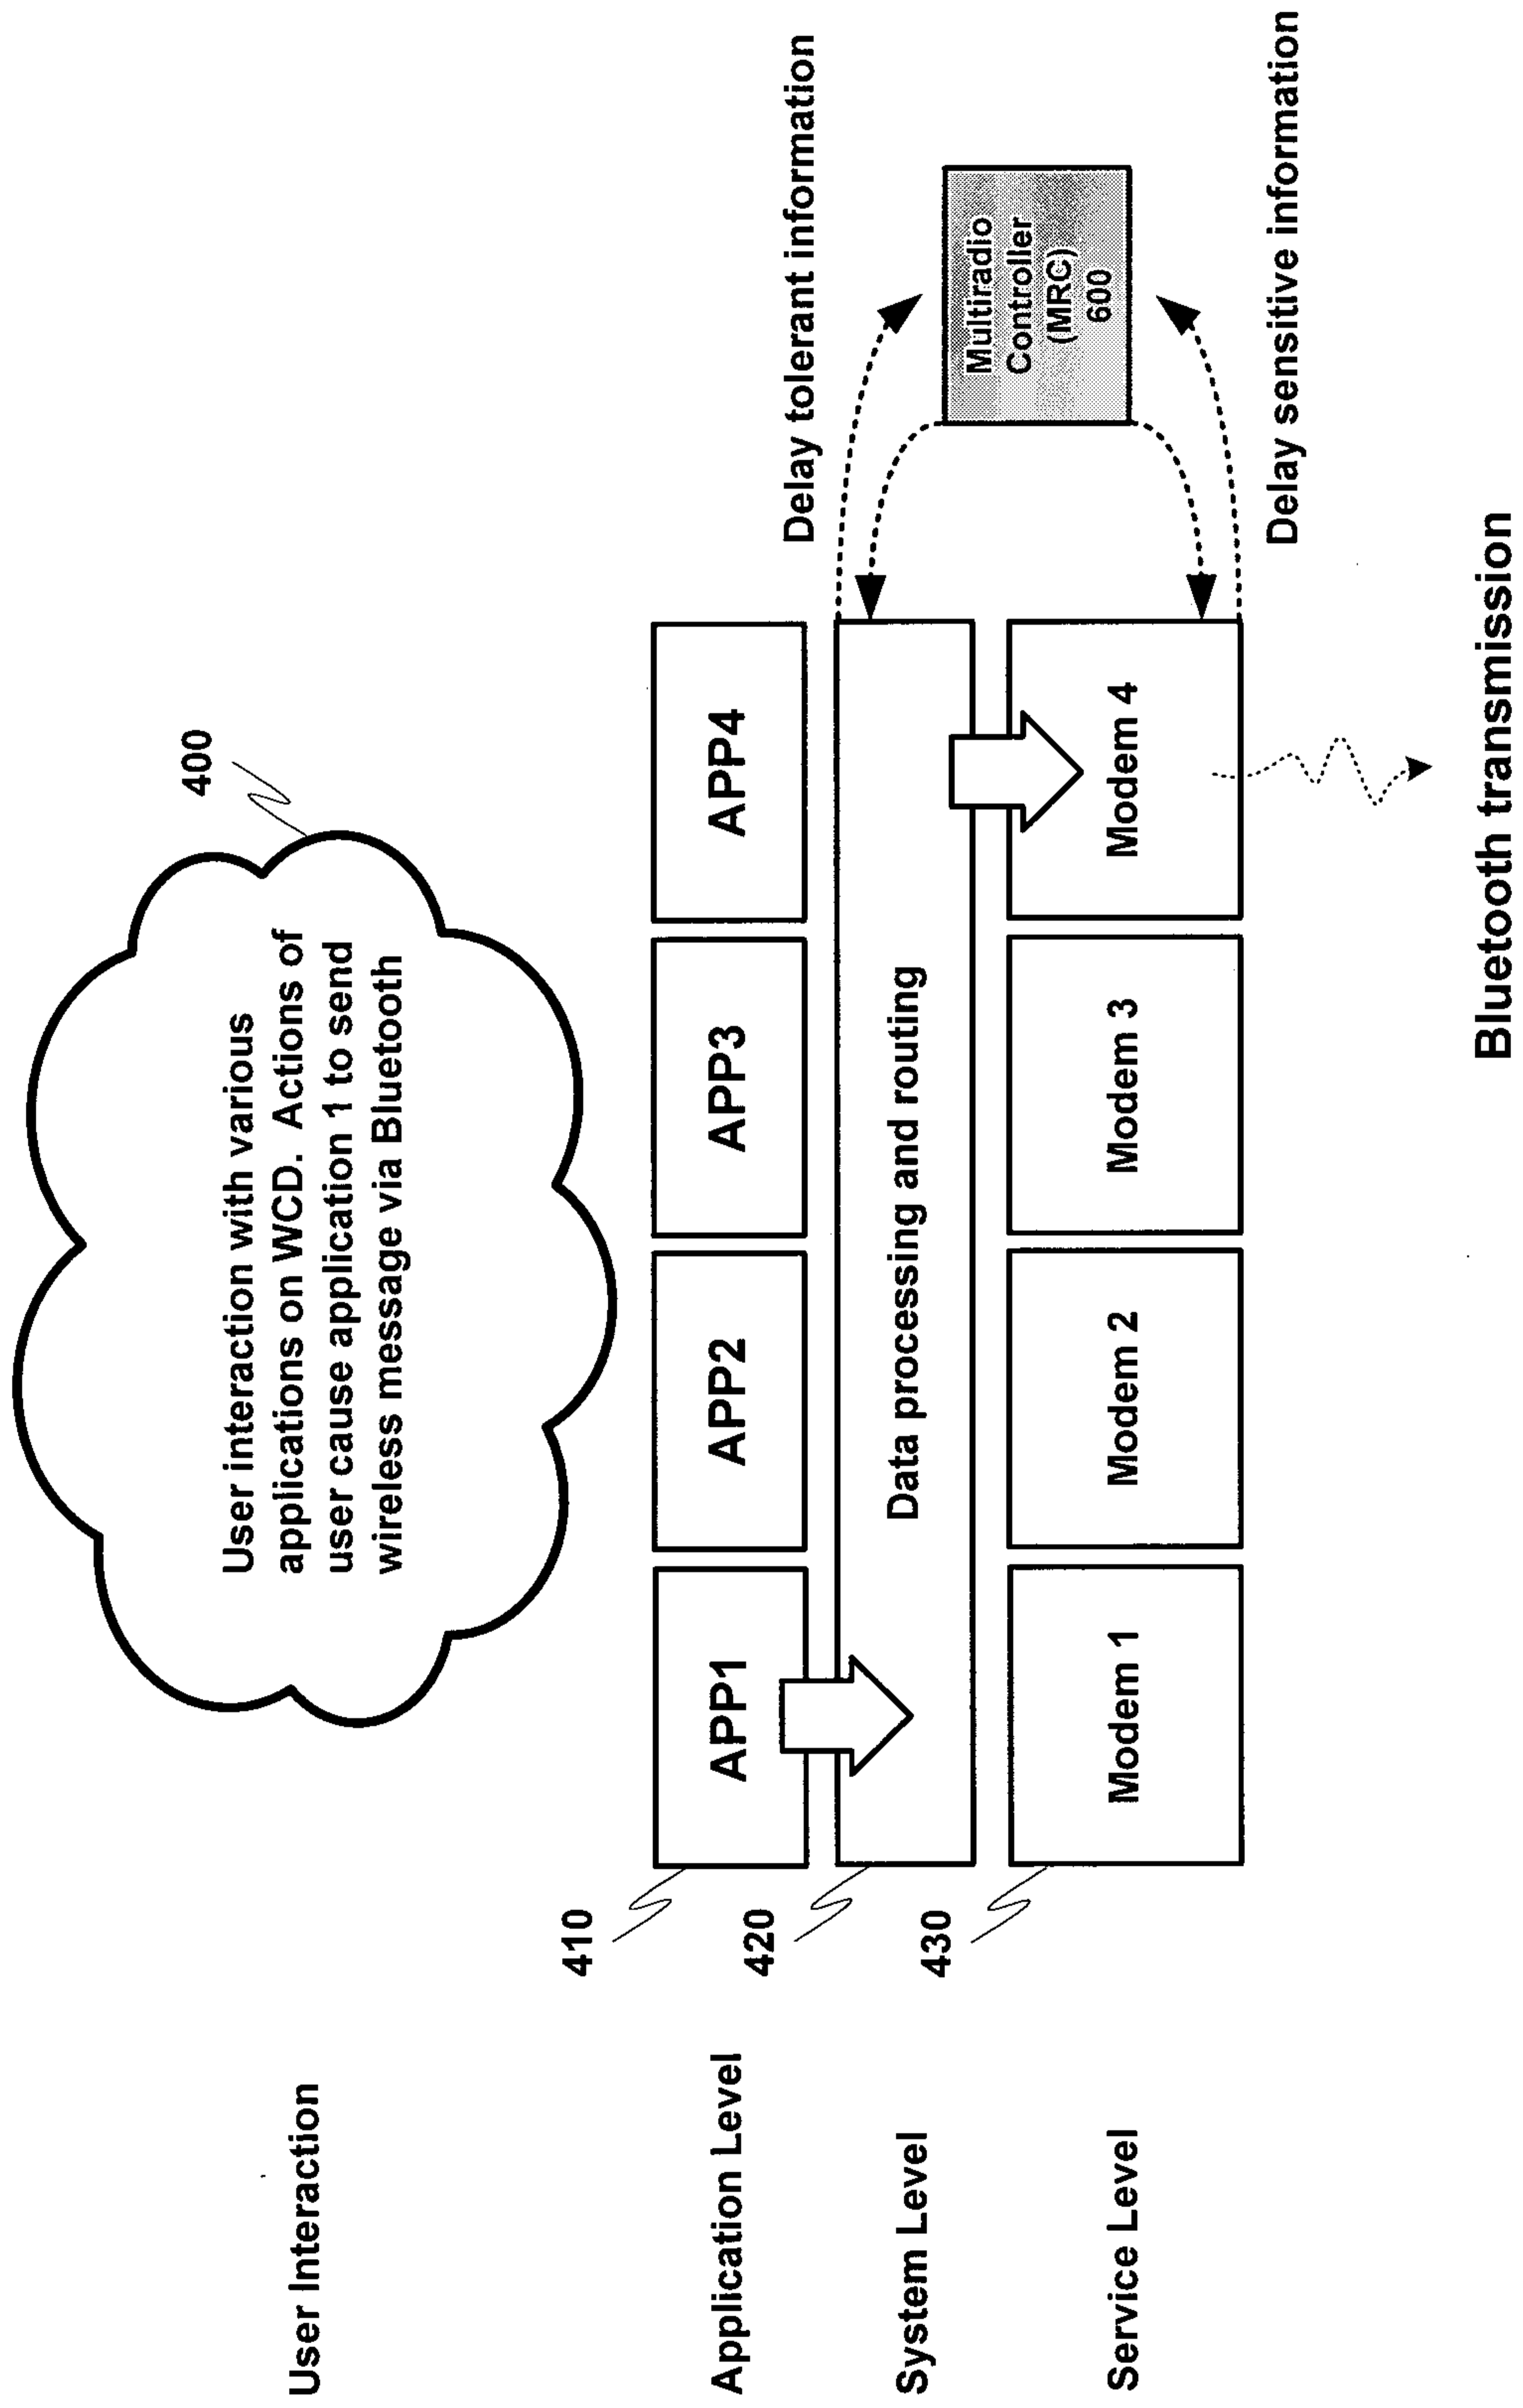 400
User interaction with various
applications on WCD. Actions of
user cause application 1 to send
wireless message via Bluetooth
User Interaction
410
APP1
APP2
APP3
APP4
Application Level
Delay tolerant information
420
Data processing and routing
System Level
Multiradio
Controller
(MRC)
600
430
Modem 1
Modem 2
Modem 3
Modem 4
Service Level
Delay sensitive information
Bluetooth transmission